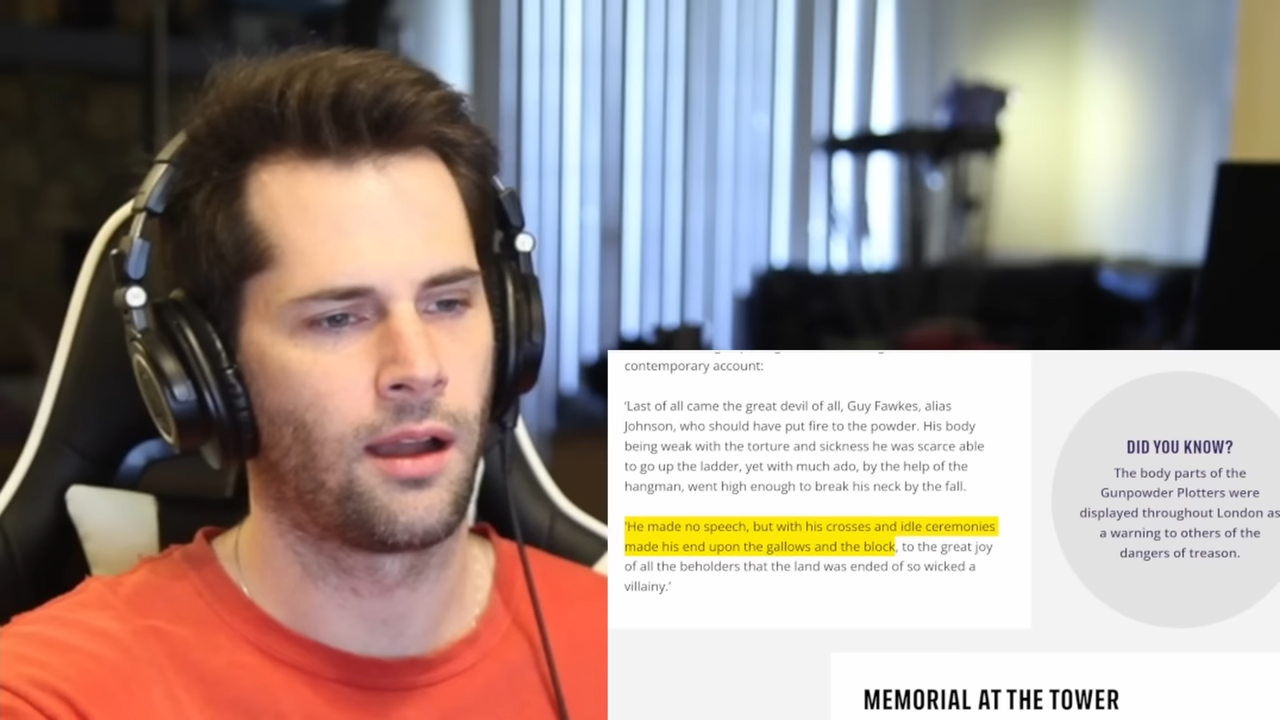 contemporary account:
‘Last of all came the great devil of all, Guy Fawkes, alias
Johnson, who should have put fire to the powder. His body
being weak with the torture and sickness he was scarce able
to go up the ladder, yet with much ado, by the help of the
hangman, went high enough to break his neck by the fall.
‘He made no speech, but with his crosses and idle ceremonies
made his end upon the gallows and the block, to the great joy
of all the beholders that the land was ended of so wicked a
villainy.’
DID YOU KNOW?
The body parts of the
Gunpowder Plotters were
displayed throughout London as
a warning to others of the
dangers of treason.
MEMORIAL AT THE TOWER